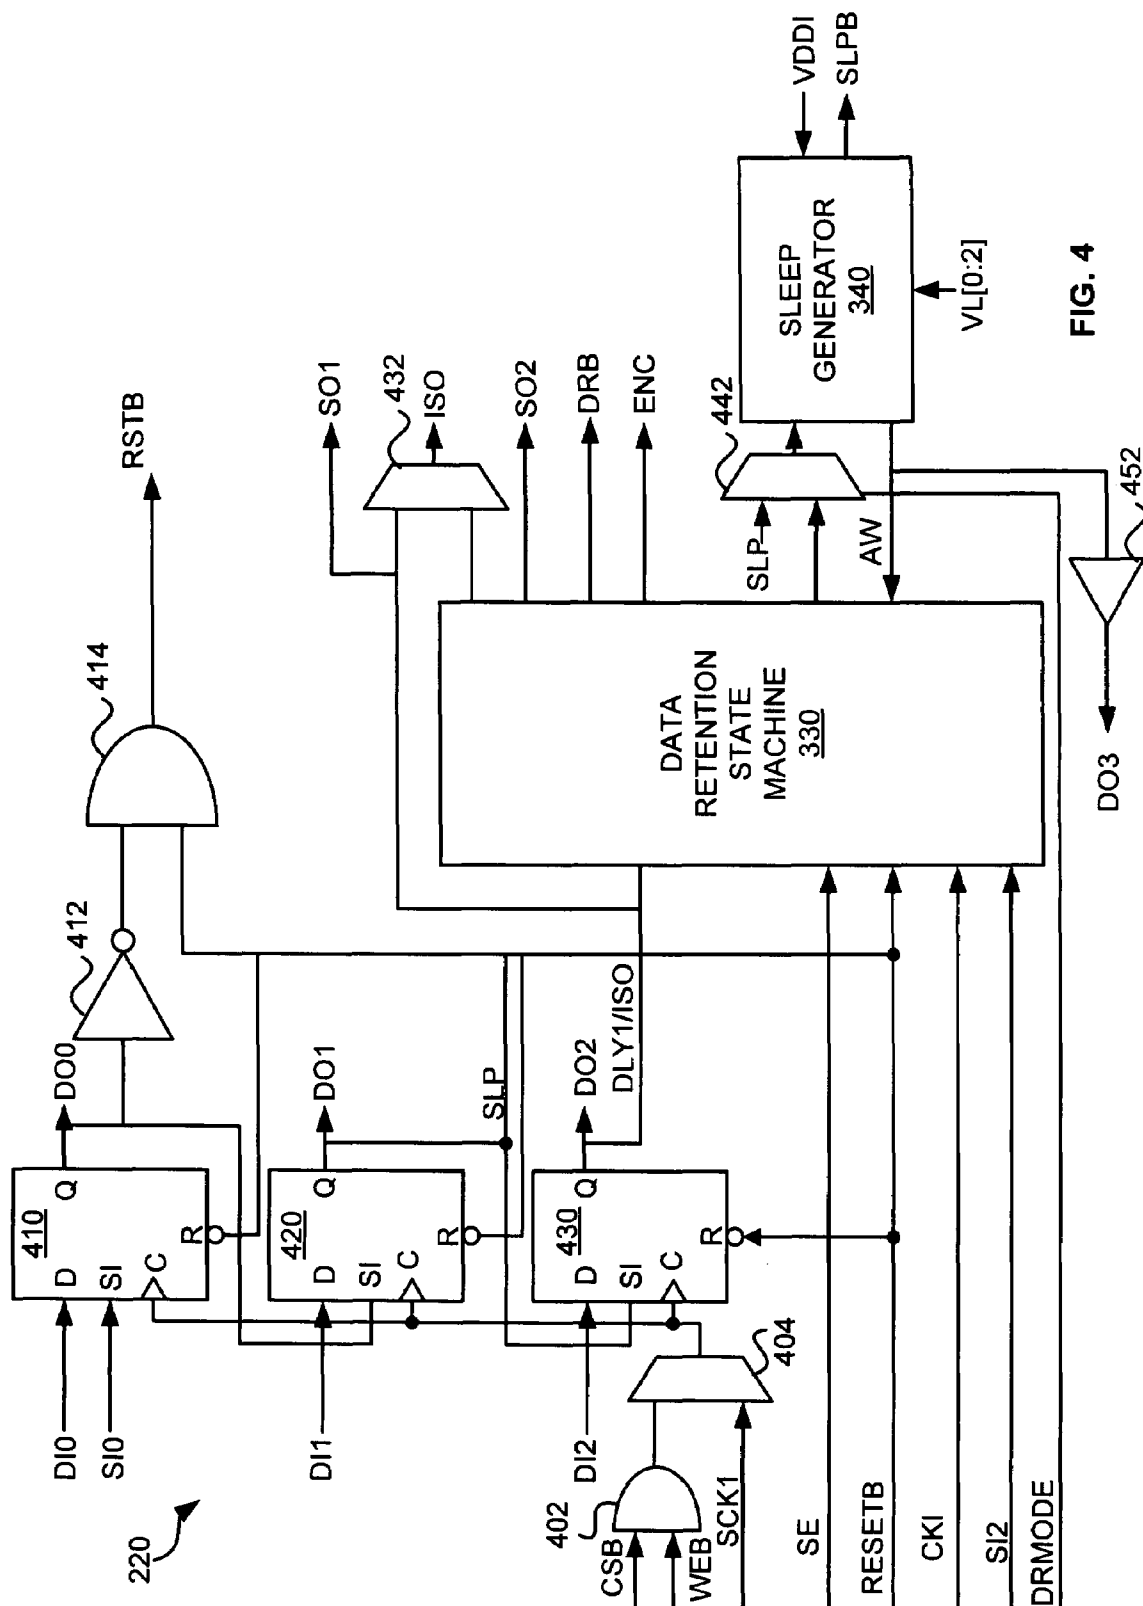 220
DI0
SI0
410
D
SI
C
Q
R
DO0
412
414
RSTB
DI1
420
D
SI
C
Q
R
DO1
SLP
DI2
430
D
SI
C
Q
R
DO2
DLY1/ISO
402
CSB
WEB
SCK1
404
SE
RESETB
CKI
SI2
DRMODE
DATA
RETENTION
STATE
MACHINE
330
SO1
432
ISO
SO2
DRB
ENC
SLP
AW
442
SLEEP
GENERATOR
340
VDDI
SLPB
VL[0:2]
452
DO3
FIG. 4